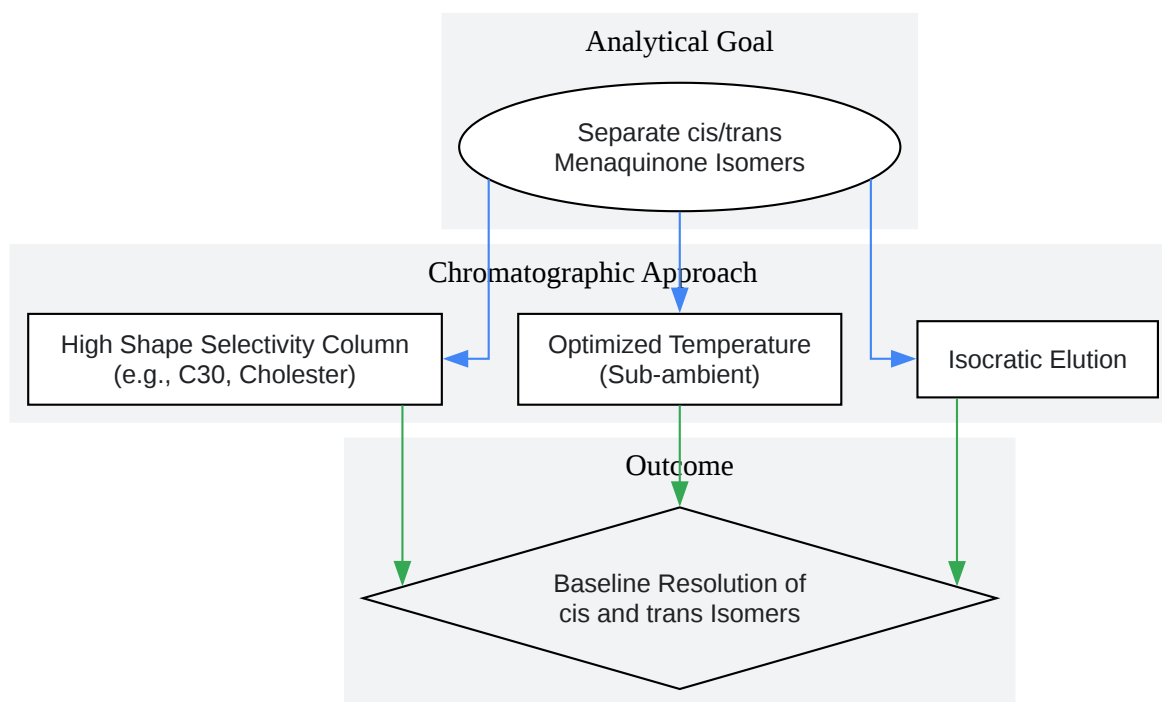 Analytical Goal
Separate cis/trans
Menaquinone Isomers
Chromatographic Approach
High Shape Selectivity Column
(e.g., C30, Cholester)
Optimized Temperature
(Sub-ambient)
Isocratic Elution
Outcome
Baseline Resolution of
cis and trans Isomers